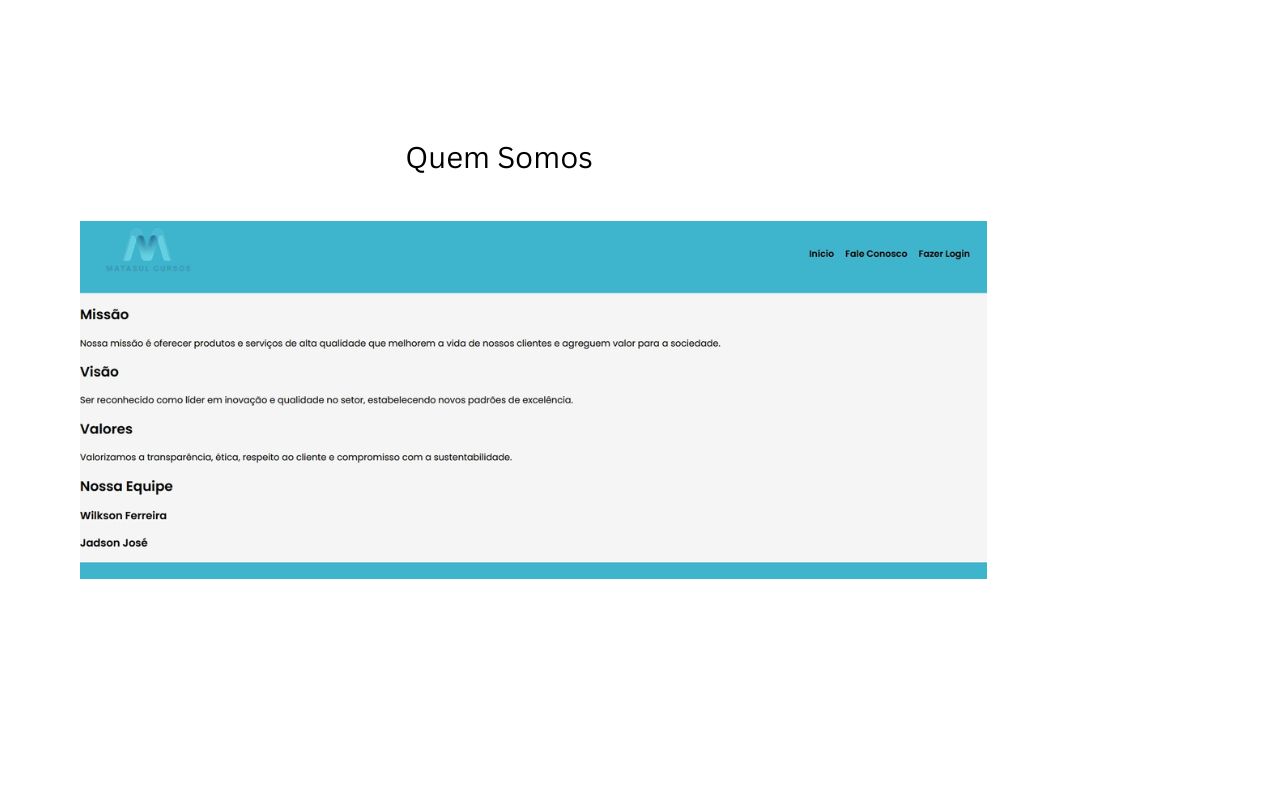 Quem Somos
MATASUL CURSOS
Início Fale Conosco Fazer Login
Missão
Nossa missão é oferecer produtos e serviços de alta qualidade que melhorem a vida de nossos clientes e agreguem valor para a sociedade.
Visão
Ser reconhecido como líder em inovação e qualidade no setor, estabelecendo novos padrões de excelência.
Valores
Valorizamos a transparência, ética, respeito ao cliente e compromisso com a sustentabilidade.
Nossa Equipe
Wilkson Ferreira
Jadson José